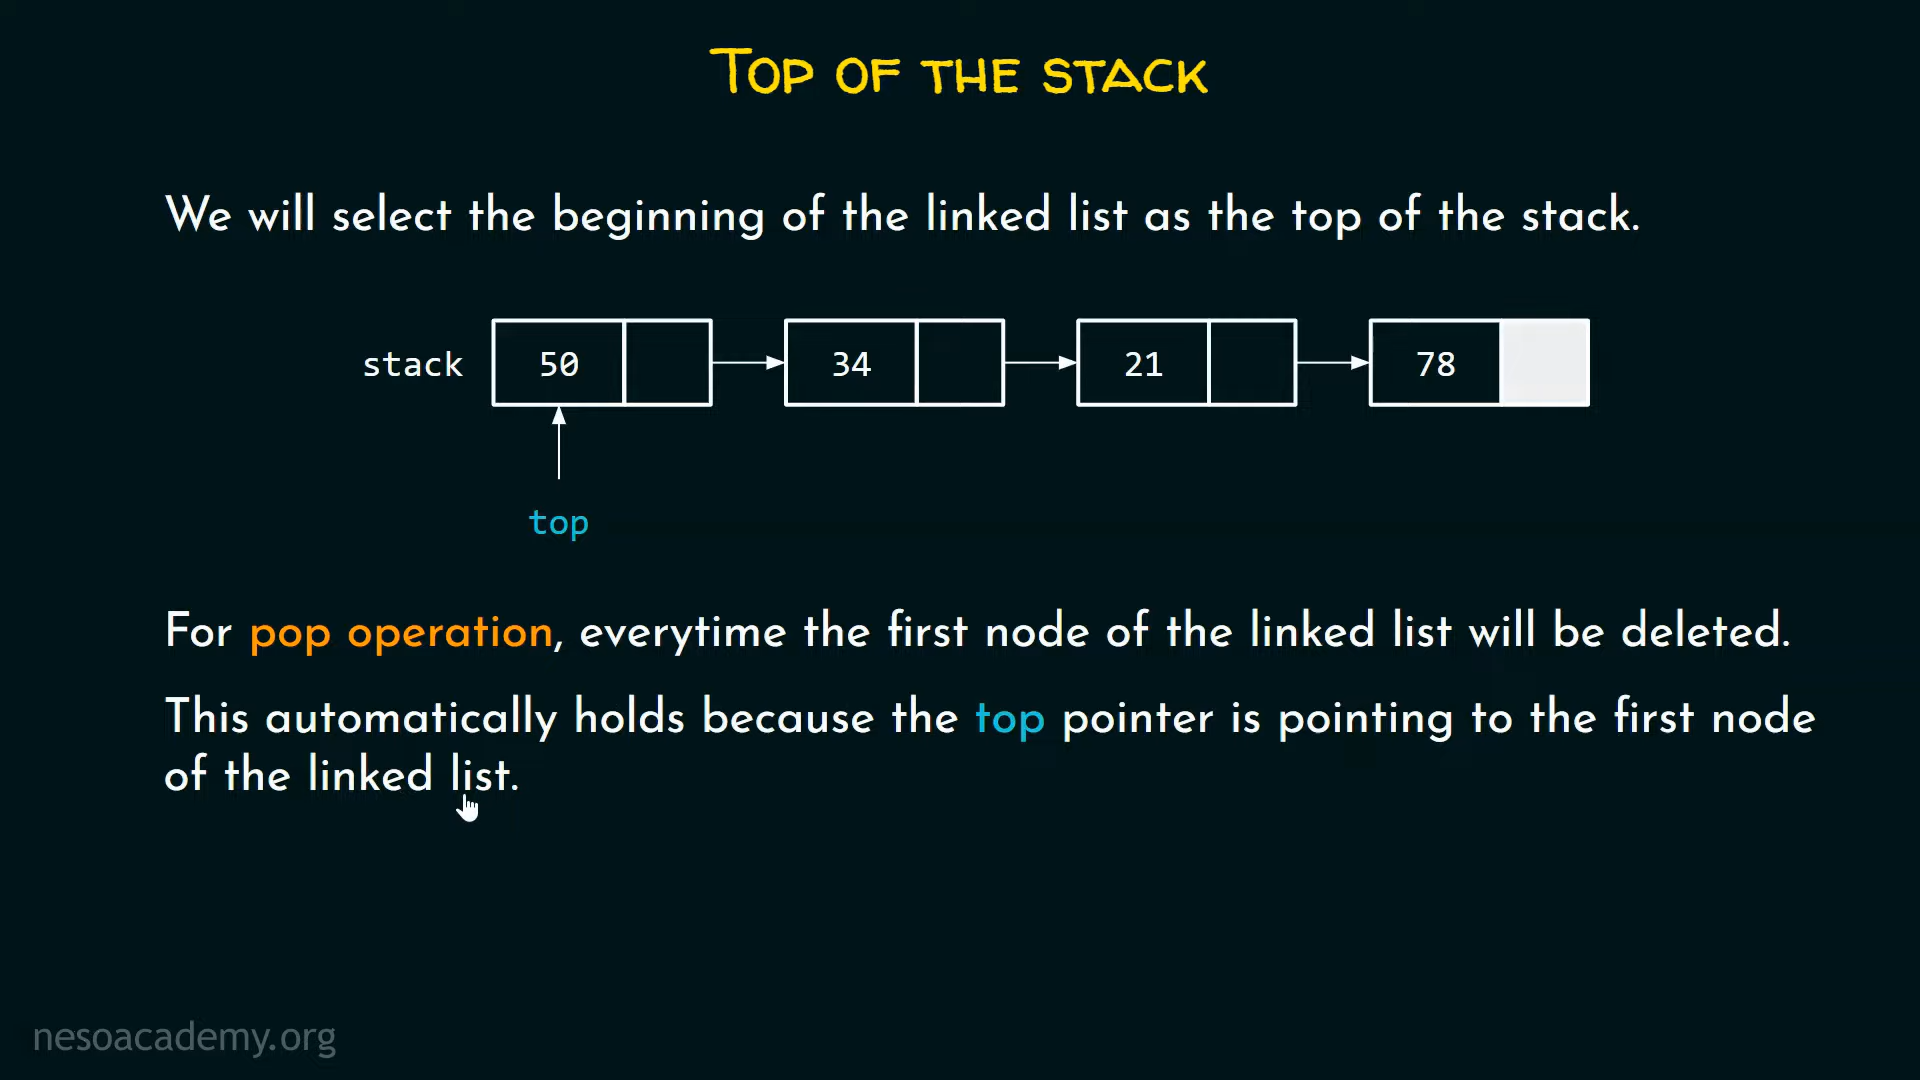 Top of the stack
We will select the beginning of the linked list as the top of the stack.
stack 50 34 21 78
top
For pop operation, everytime the first node of the linked list will be deleted.
This automatically holds because the top pointer is pointing to the first node
of the linked list.
nesoacademy.org